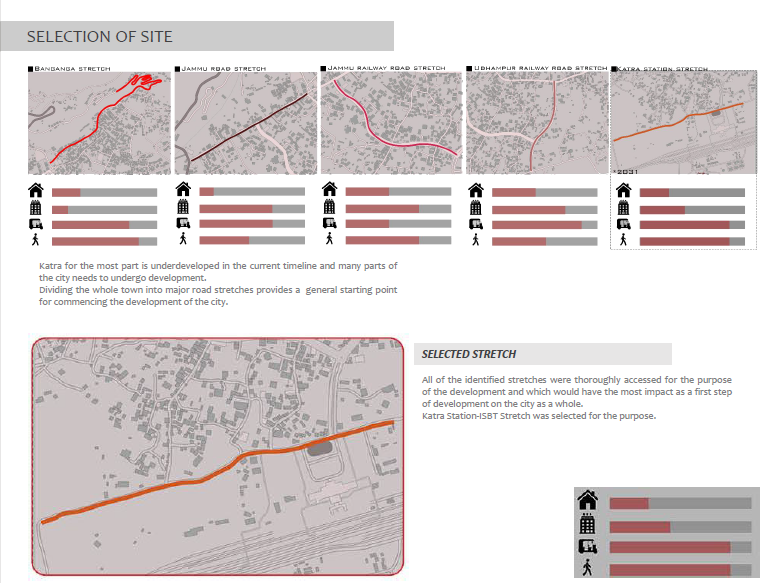 SELECTION OF SITE
BANGANGA STRETCH
JAMMU ROAD STRETCH
JAMMU RAILWAY ROAD STRETCH
UDHAMPUR RAILWAY ROAD STRETCH
KATRA STATION STRETCH
*2031
Katra for the most part is underdeveloped in the current timeline and many parts of
the city needs to undergo development.
Dividing the whole town into major road stretches provides a general starting point
for commencing the development of the city.
SELECTED STRETCH
All of the identified stretches were thoroughly accessed for the purpose
of the development and which would have the most impact as a first step
of development on the city as a whole.
Katra Station-ISBT Stretch was selected for the purpose.